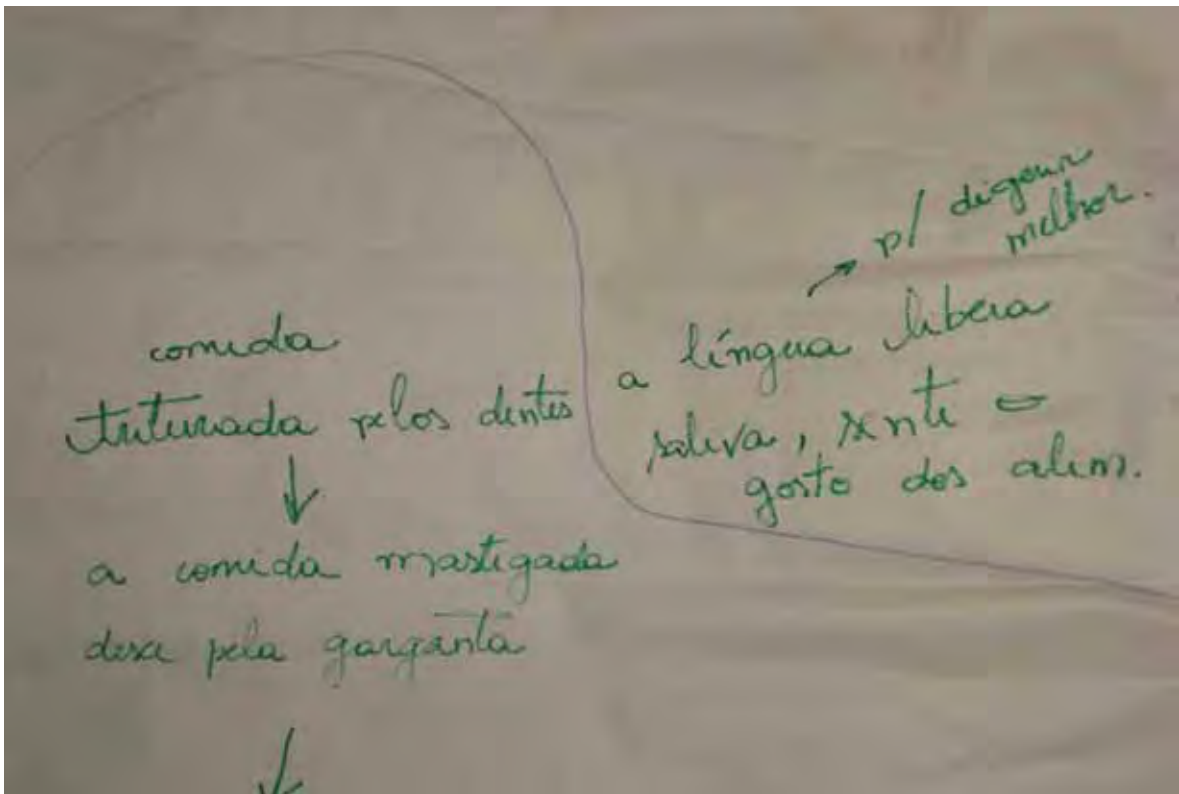 comida
triturada pelos dentes
↓
a comida mastigada
desce pela garganta
↓
a língua libera
saliva, sente o
gosto dos alim.
→ p/ digerir
melhor.